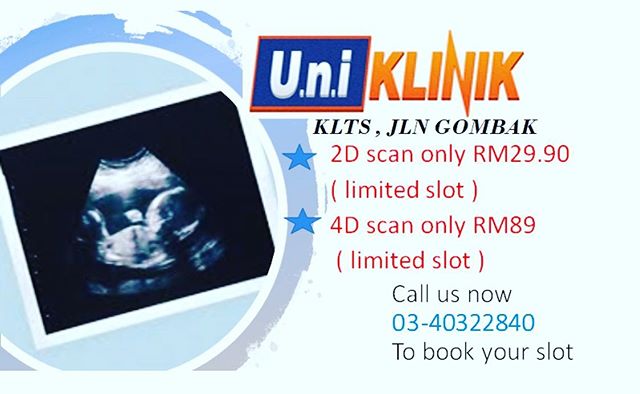 U.n.i KLINIK
KLTS , JLN GOMBAK
2D scan only RM29.90
( limited slot )
4D scan only RM89
( limited slot )
Call us now
03-40322840
To book your slot